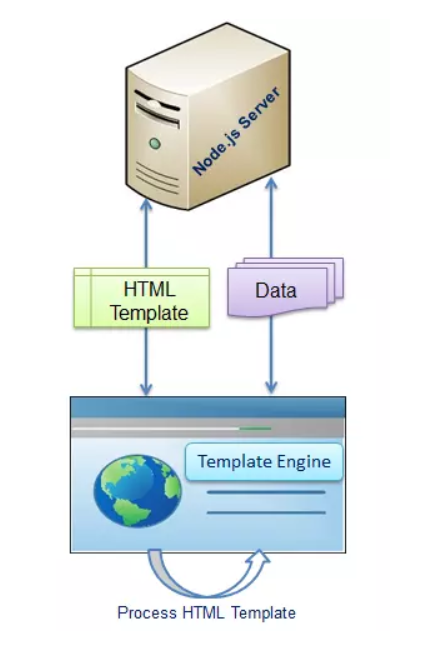 Node.js Server
HTML
Template
Data
Template Engine
Process HTML Template